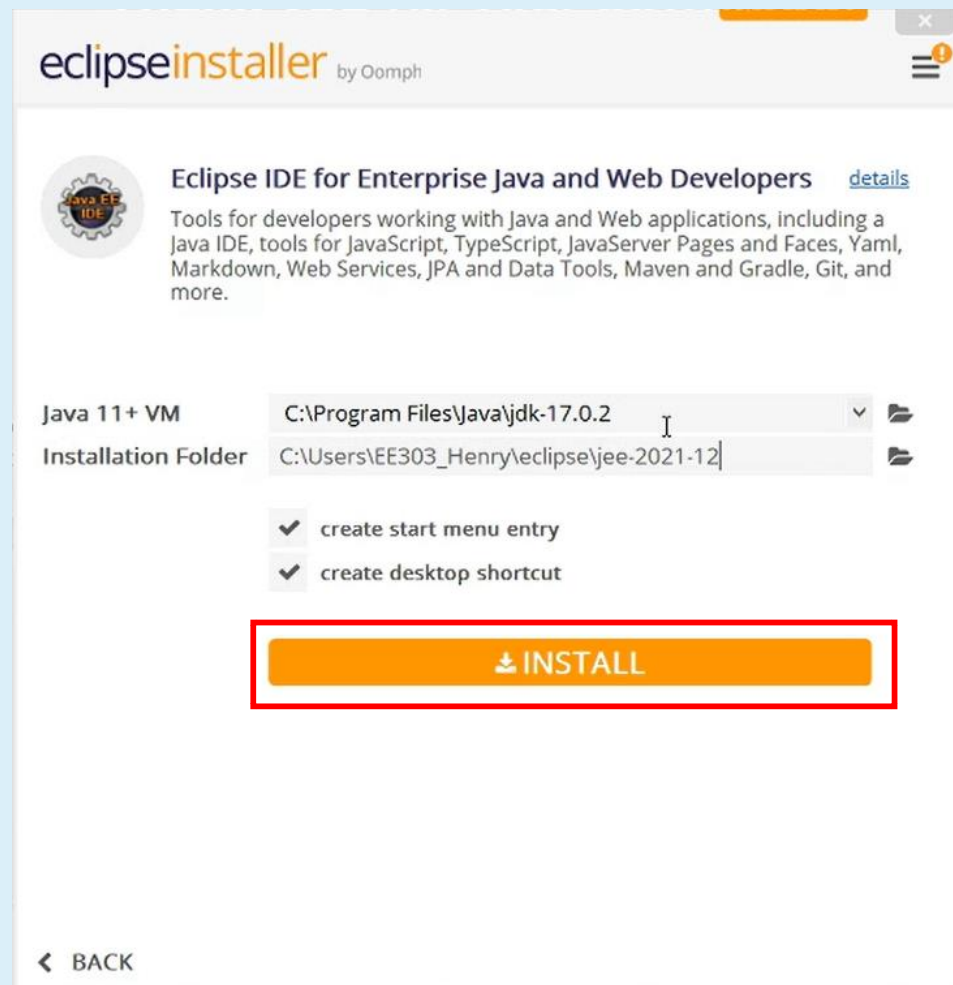 eclipseinstaller by Oomph
Eclipse IDE for Enterprise Java and Web Developers details
Java EE
IDE
Tools for developers working with Java and Web applications, including a
Java IDE, tools for JavaScript, TypeScript, JavaServer Pages and Faces, Yaml,
Markdown, Web Services, JPA and Data Tools, Maven and Gradle, Git, and
more.
Java 11+ VM C:\Program Files\Java\jdk-17.0.2
Installation Folder C:\Users\EE303_Henry\eclipse\jee-2021-12
create start menu entry
create desktop shortcut
INSTALL
BACK